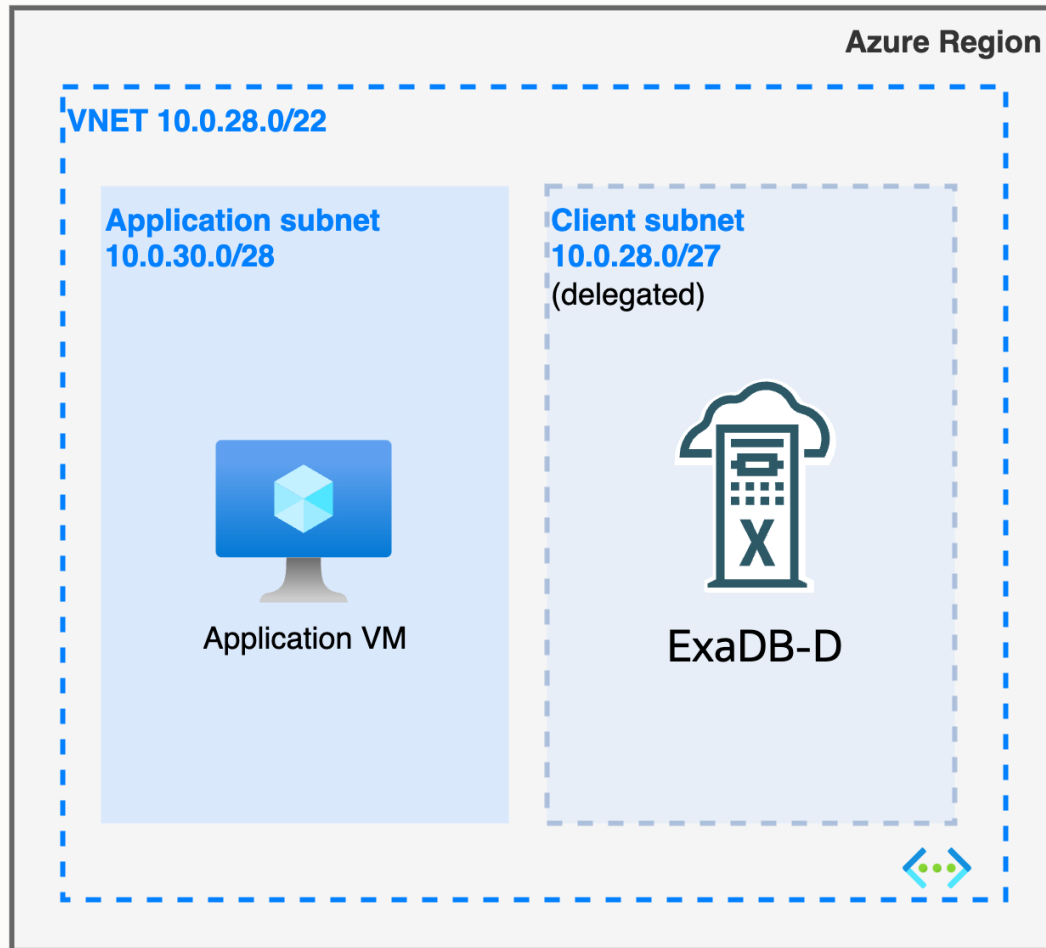 Azure Region
VNET 10.0.28.0/22
Application subnet
10.0.30.0/28
Client subnet
10.0.28.0/27
(delegated)
X
Application VM
ExaDB-D